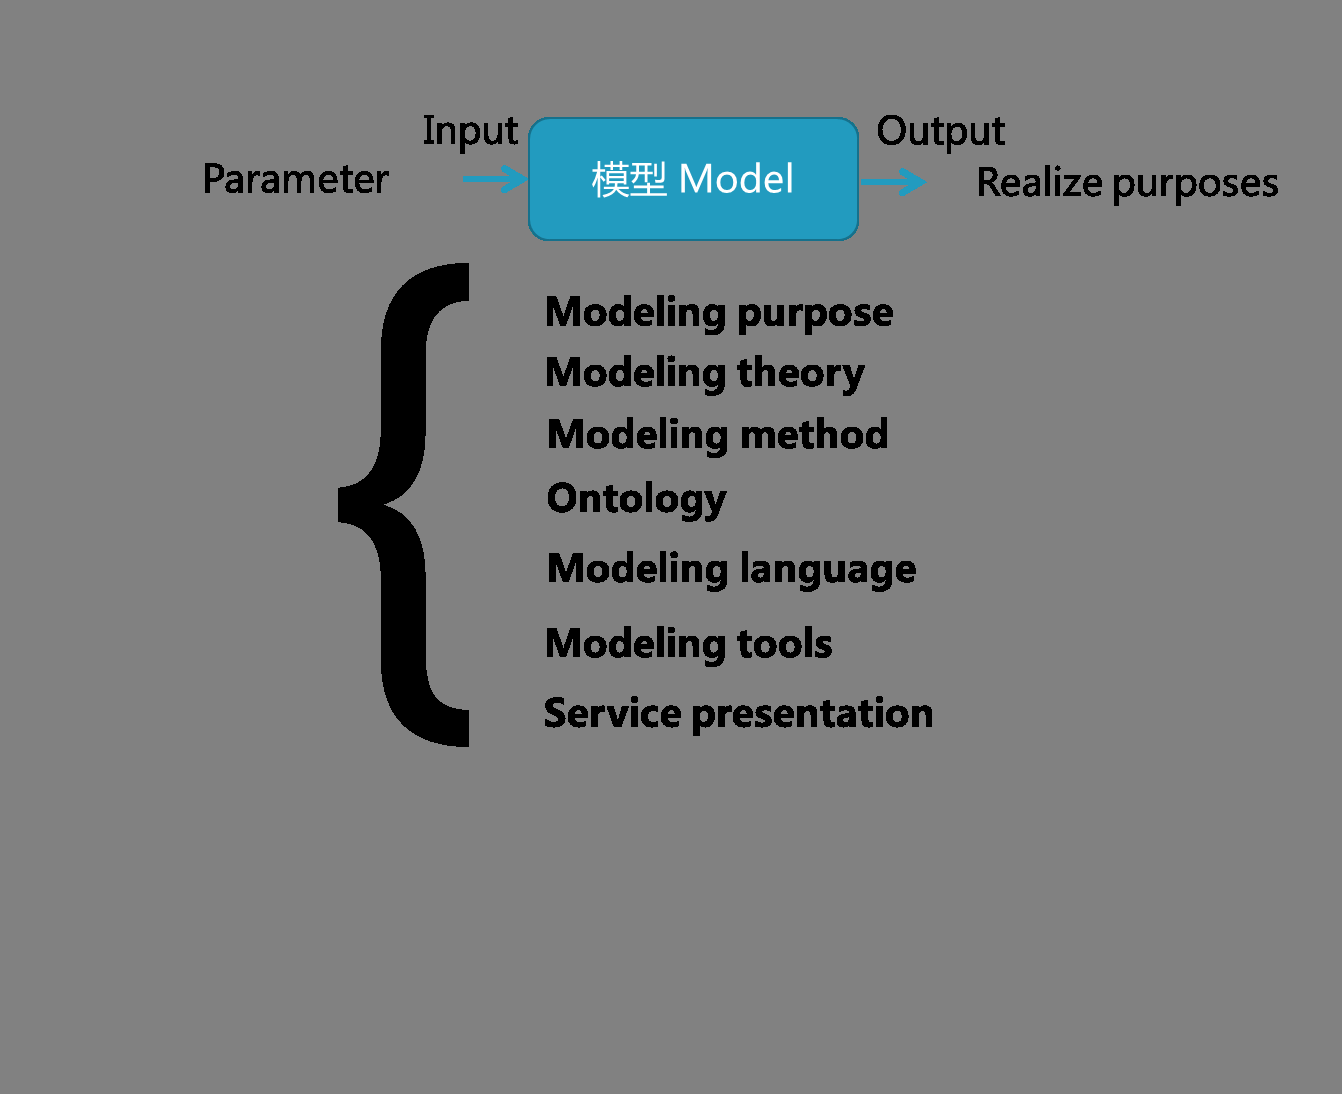 Input
Output
Parameter
模型 Model
Realize purposes
{
Modeling purpose
Modeling theory
Modeling method
Ontology
Modeling language
Modeling tools
Service presentation